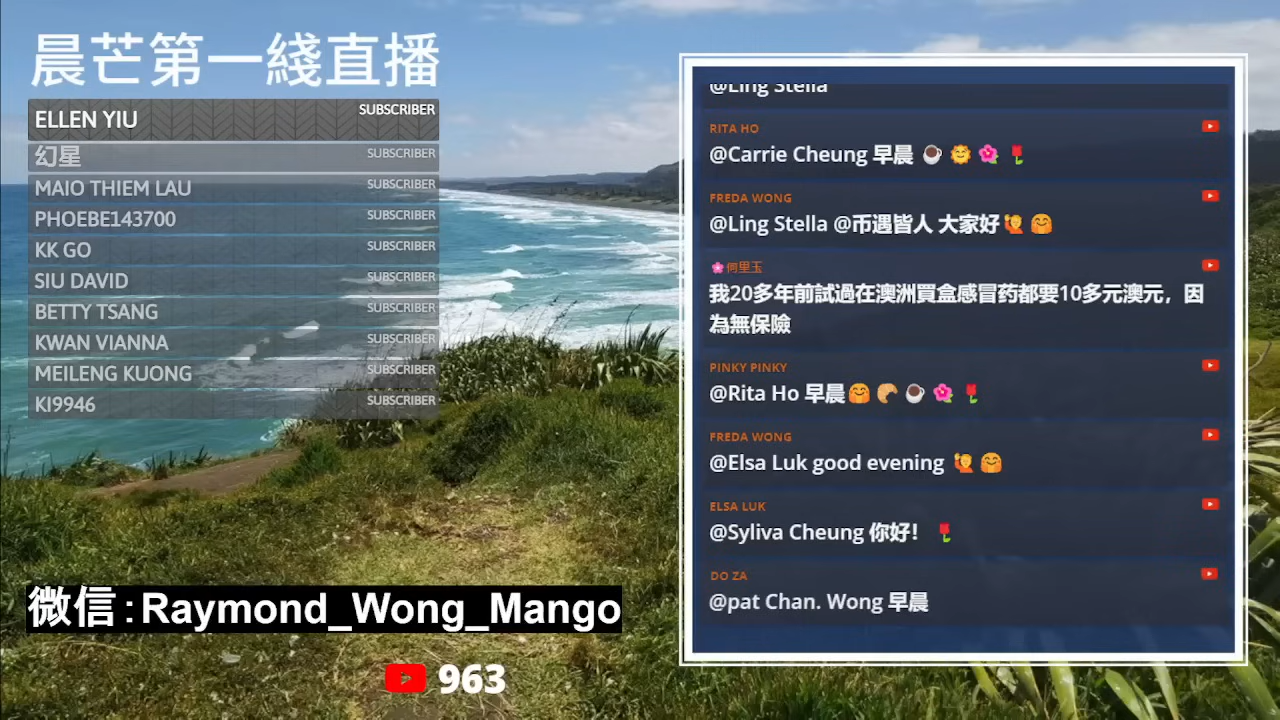 晨芒第一綫直播
ELLEN YIU SUBSCRIBER
幻星 SUBSCRIBER
MAIO THIEM LAU SUBSCRIBER
PHOEBE143700 SUBSCRIBER
KK GO SUBSCRIBER
SIU DAVID SUBSCRIBER
BETTY TSANG SUBSCRIBER
KWAN VIANNA SUBSCRIBER
MEILENG KUONG SUBSCRIBER
KI9946 SUBSCRIBER
微信:Raymond_Wong_Mango
963
@Ling Stella
RITA HO
@Carrie Cheung 早晨 ☕ 🌞 🌺 🌷
FREDA WONG
@Ling Stella @币遇皆人 大家好 🙋 🤗
🌸何里玉
我20多年前試過在澳洲買盒感冒药都要10多元澳元，因
為無保險
PINKY PINKY
@Rita Ho 早晨 🤗 🥐 ☕ 🌺 🌷
FREDA WONG
@Elsa Luk good evening 🙋 🤗
ELSA LUK
@Syliva Cheung 你好！ 🌷
DO ZA
@pat Chan. Wong 早晨